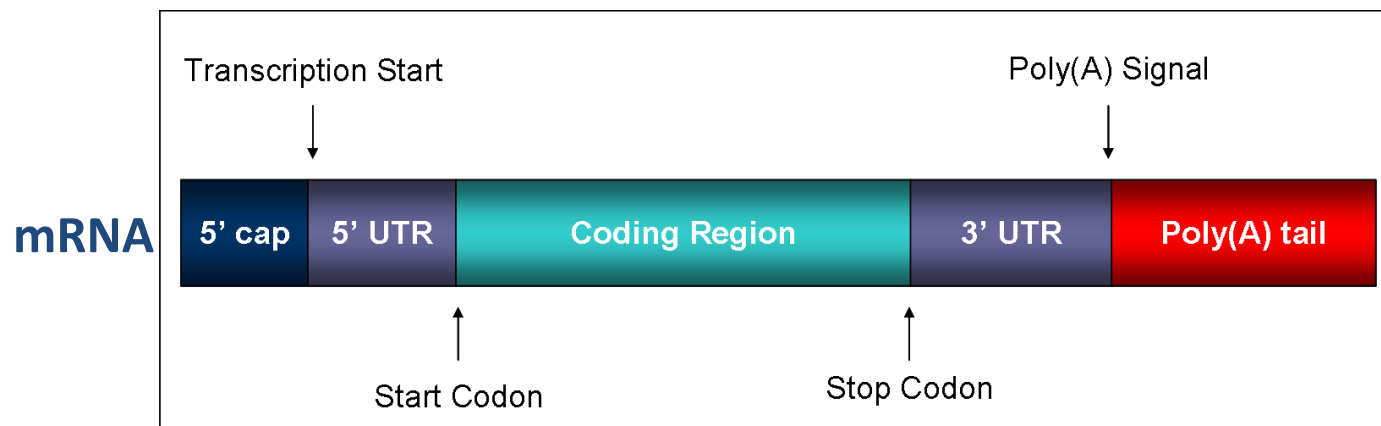 Transcription Start
Poly(A) Signal
mRNA
5’ cap
5’ UTR
Coding Region
3’ UTR
Poly(A) tail
Start Codon
Stop Codon